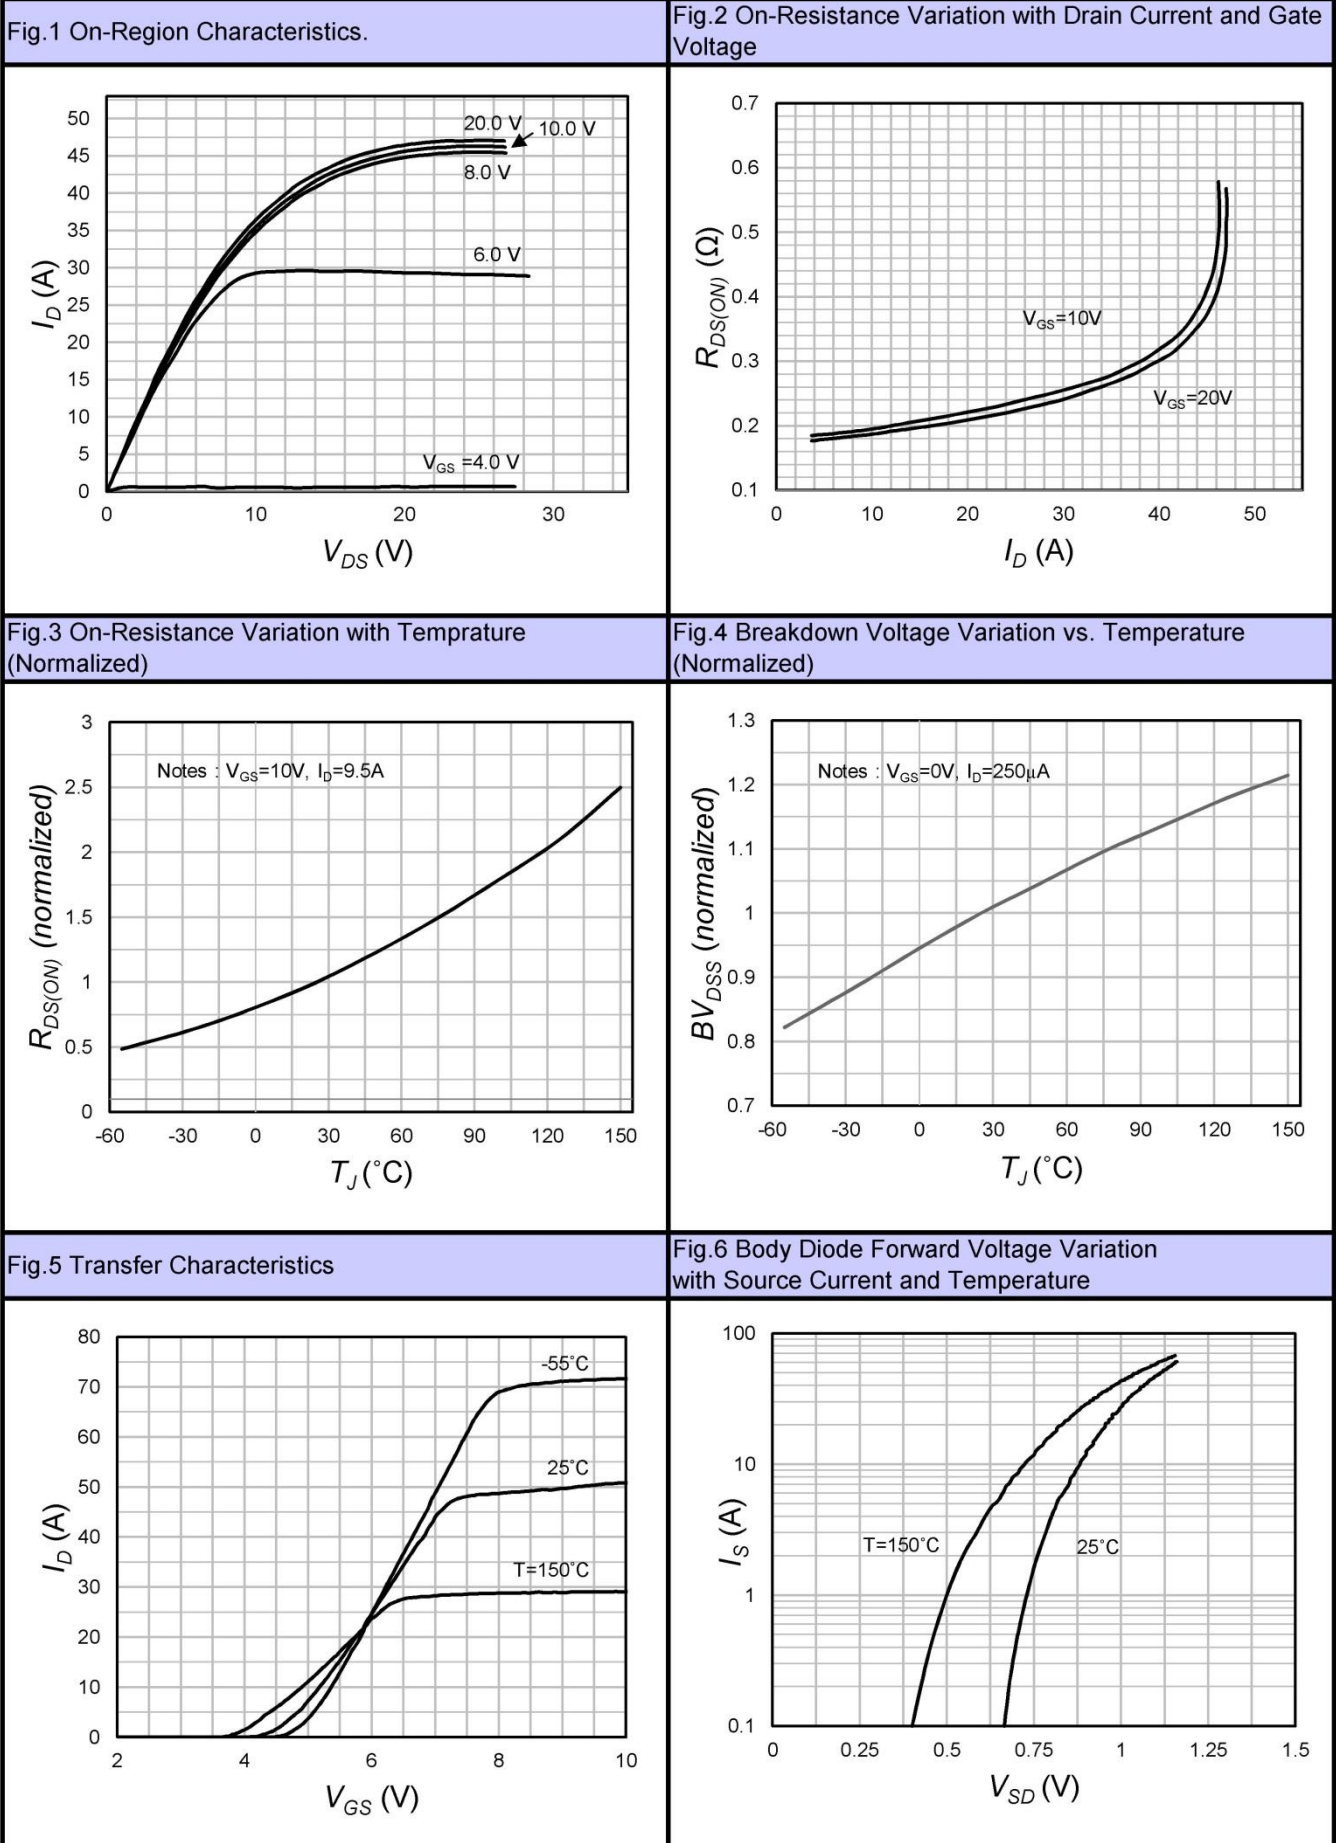 Fig.1 On-Region Characteristics.
Fig.2 On-Resistance Variation with Drain Current and Gate
Voltage
50
45
40
35
30
25
20
15
10
5
0
I_D (A)
20.0 V
10.0 V
8.0 V
6.0 V
V_GS =4.0 V
0 10 20 30
V_DS (V)
0.7
0.6
0.5
0.4
0.3
0.2
0.1
R_DS(ON) (Ω)
V_GS=10V
V_GS=20V
0 10 20 30 40 50
I_D (A)
Fig.3 On-Resistance Variation with Temprature
(Normalized)
Fig.4 Breakdown Voltage Variation vs. Temperature
(Normalized)
3
2.5
2
1.5
1
0.5
0
R_DS(ON) (normalized)
Notes : V_GS=10V, I_D=9.5A
-60 -30 0 30 60 90 120 150
T_J (˚C)
1.3
1.2
1.1
1
0.9
0.8
0.7
BV_DSS (normalized)
Notes : V_GS=0V, I_D=250μA
-60 -30 0 30 60 90 120 150
T_J (˚C)
Fig.5 Transfer Characteristics
Fig.6 Body Diode Forward Voltage Variation
with Source Current and Temperature
80
70
60
50
40
30
20
10
0
I_D (A)
-55˚C
25˚C
T=150˚C
2 4 6 8 10
V_GS (V)
100
10
1
0.1
I_S (A)
T=150˚C
25˚C
0 0.25 0.5 0.75 1 1.25 1.5
V_SD (V)